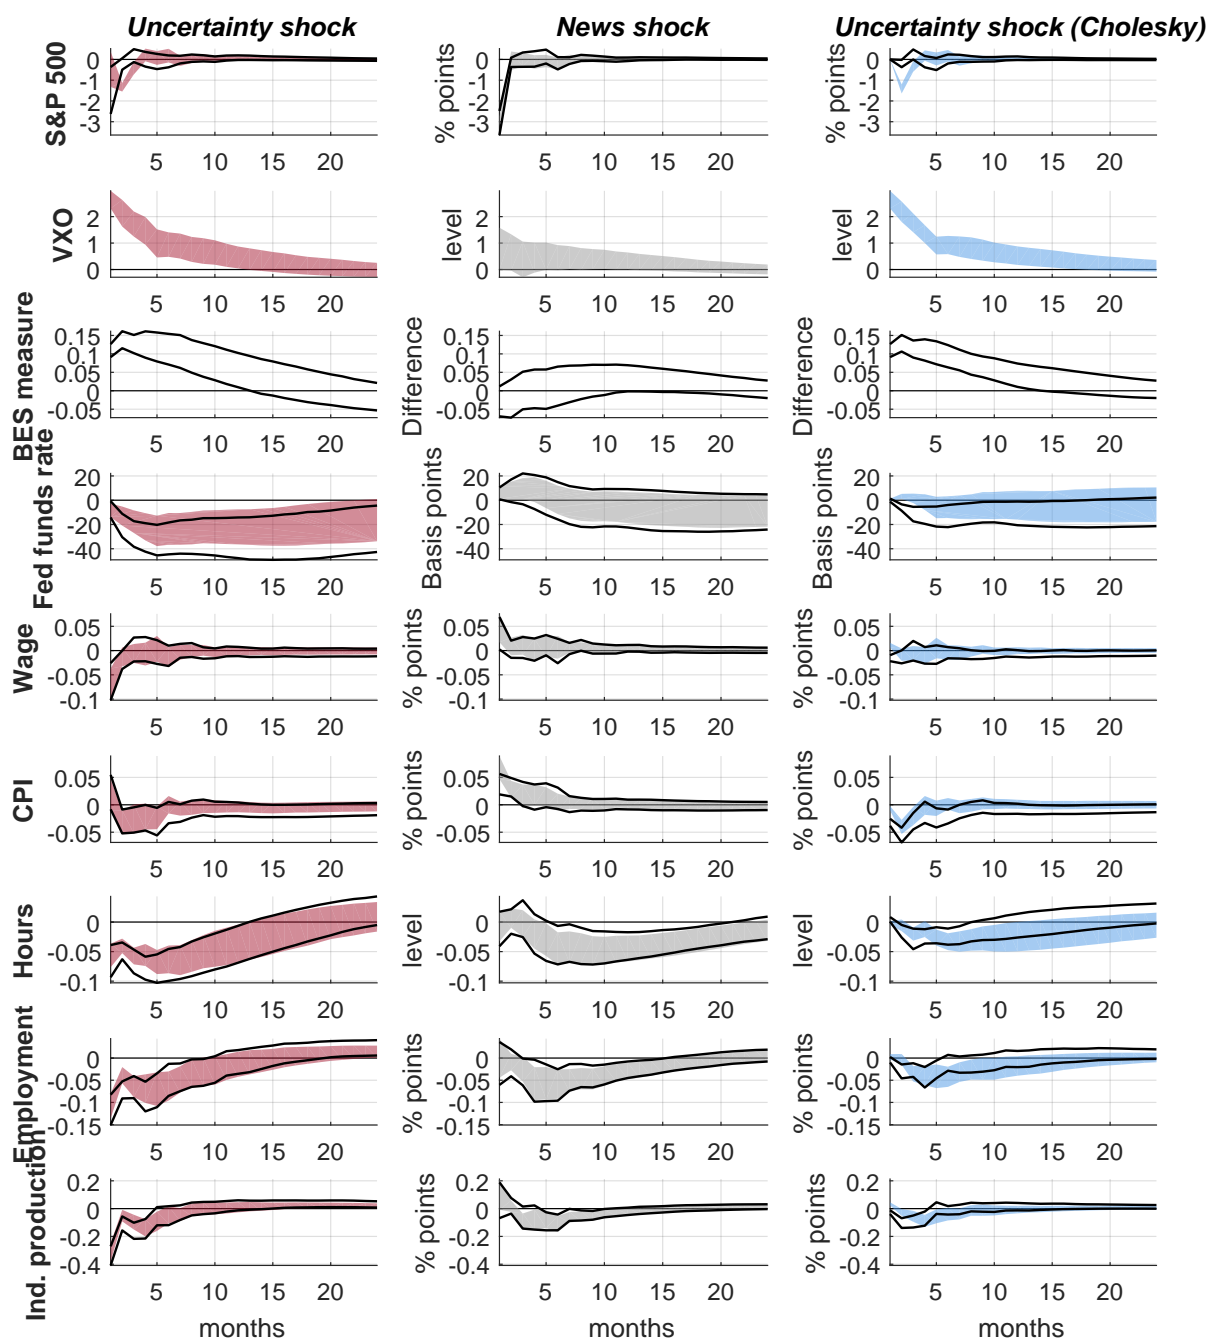 Uncertainty shock
News shock
Uncertainty shock (Cholesky)
S&P 500
0
-1
-2
-3
5 10 15 20
% points
0
-1
-2
-3
5 10 15 20
% points
0
-1
-2
-3
5 10 15 20
VXO
2
1
0
5 10 15 20
level
2
1
0
5 10 15 20
level
2
1
0
5 10 15 20
BES measure
0.15
0.1
0.05
0
-0.05
5 10 15 20
Difference
0.15
0.1
0.05
0
-0.05
5 10 15 20
Difference
0.15
0.1
0.05
0
-0.05
5 10 15 20
Fed funds rate
20
0
-20
-40
5 10 15 20
Basis points
20
0
-20
-40
5 10 15 20
Basis points
20
0
-20
-40
5 10 15 20
Wage
0.05
0
-0.05
-0.1
5 10 15 20
% points
0.05
0
-0.05
-0.1
5 10 15 20
% points
0.05
0
-0.05
-0.1
5 10 15 20
CPI
0.05
0
-0.05
5 10 15 20
% points
0.05
0
-0.05
5 10 15 20
% points
0.05
0
-0.05
5 10 15 20
Hours
0
-0.05
-0.1
5 10 15 20
level
0
-0.05
-0.1
5 10 15 20
level
0
-0.05
-0.1
5 10 15 20
Employment
0
-0.05
-0.1
-0.15
5 10 15 20
% points
0
-0.05
-0.1
-0.15
5 10 15 20
% points
0
-0.05
-0.1
-0.15
5 10 15 20
Ind. production
0.2
0
-0.2
-0.4
5 10 15 20
months
% points
0.2
0
-0.2
-0.4
5 10 15 20
months
% points
0.2
0
-0.2
-0.4
5 10 15 20
months